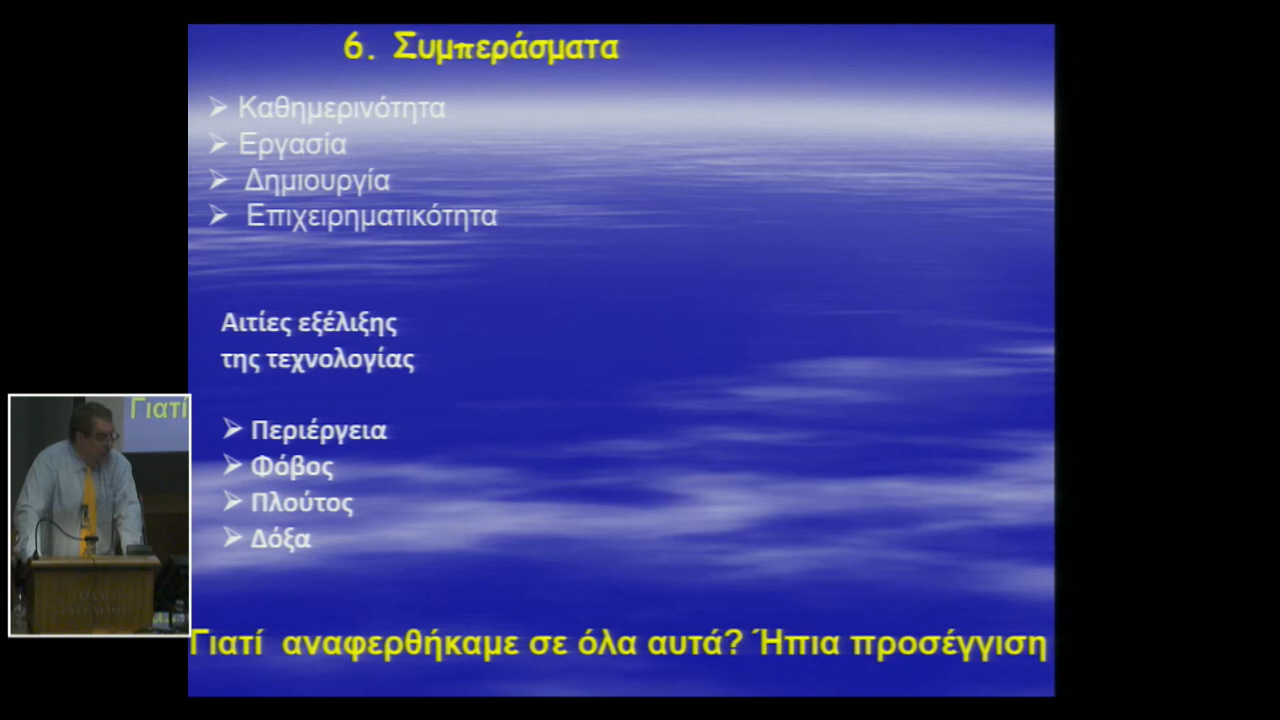 6. Συμπεράσματα
➢ Καθημερινότητα
➢ Εργασία
➢ Δημιουργία
➢ Επιχειρηματικότητα
Αιτίες εξέλιξης
της τεχνολογίας
➢ Περιέργεια
➢ Φόβος
➢ Πλούτος
➢ Δόξα
Γιατί αναφερθήκαμε σε όλα αυτά? Ήπια προσέγγιση
Γιατί